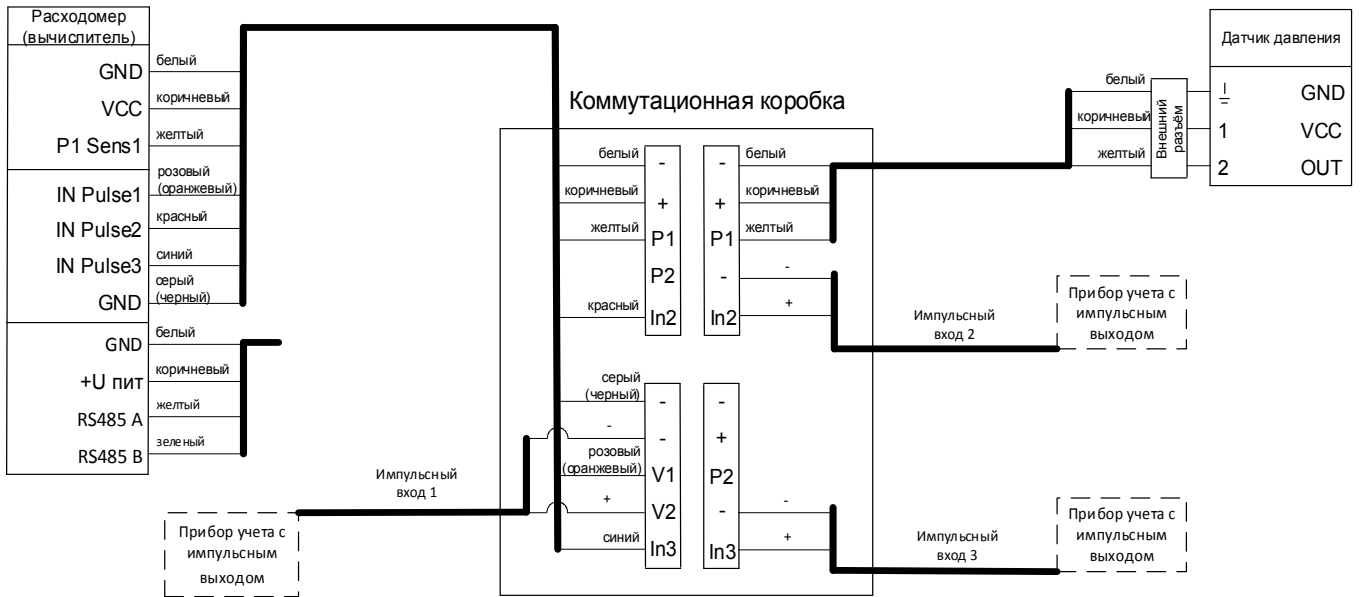 Расходомер
(вычислитель)
GND
белый
VCC
коричневый
P1 Sens1
желтый
IN Pulse1
розовый
(оранжевый)
IN Pulse2
красный
IN Pulse3
синий
GND
серый
(черный)
GND
белый
+U пит
коричневый
RS485 A
желтый
RS485 B
зеленый
Коммутационная коробка
белый
-
коричневый
+
желтый
P1
P2
красный
In2
-
белый
+
коричневый
P1
желтый
-
-
In2
+
серый
(черный)
-
-
-
розовый
(оранжевый)
V1
+
V2
синий
In3
-
+
P2
-
-
In3
+
Импульсный
вход 1
Прибор учета с
импульсным
выходом
Импульсный
вход 2
Прибор учета с
импульсным
выходом
Импульсный
вход 3
Прибор учета с
импульсным
выходом
Датчик давления
белый
коричневый
желтый
Внешний
разъём
GND
1
VCC
2
OUT